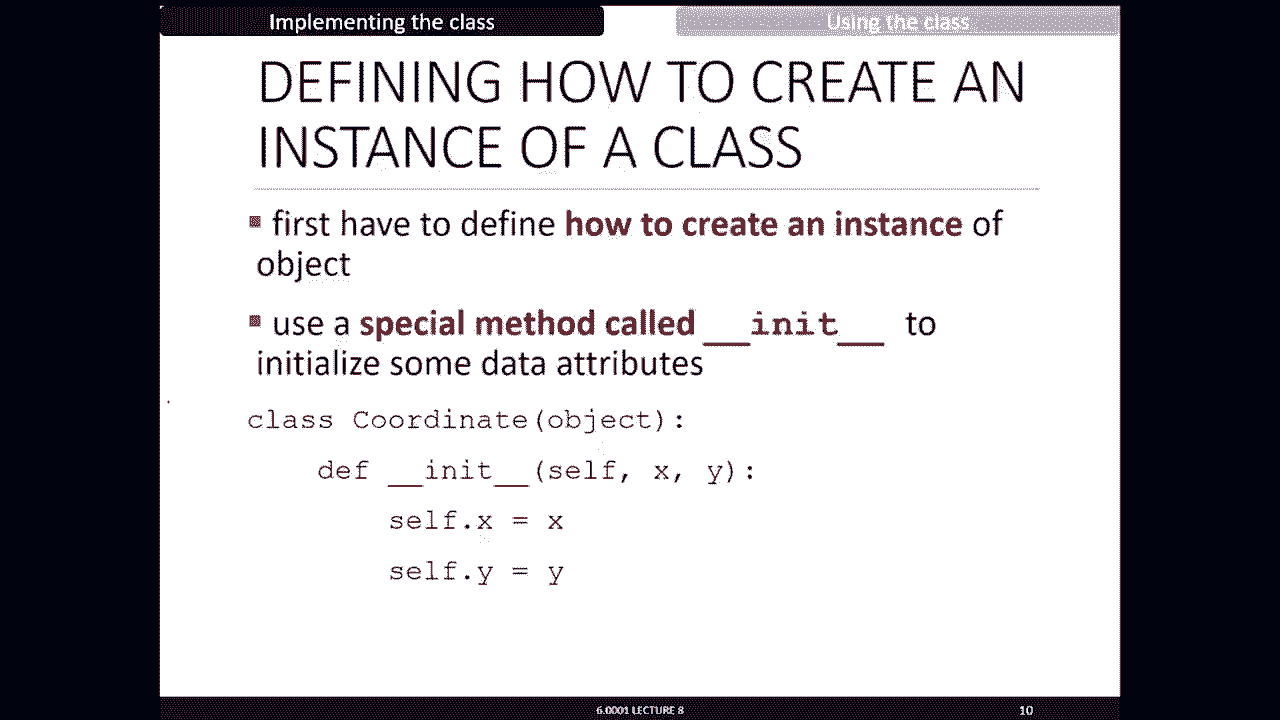 Implementing the class
Using the class
DEFINING HOW TO CREATE AN
INSTANCE OF A CLASS
▪ first have to define how to create an instance of
object
▪ use a special method called __init__ to
initialize some data attributes
class Coordinate(object):
    def __init__(self, x, y):
        self.x = x
        self.y = y
6.0001 LECTURE 8
10